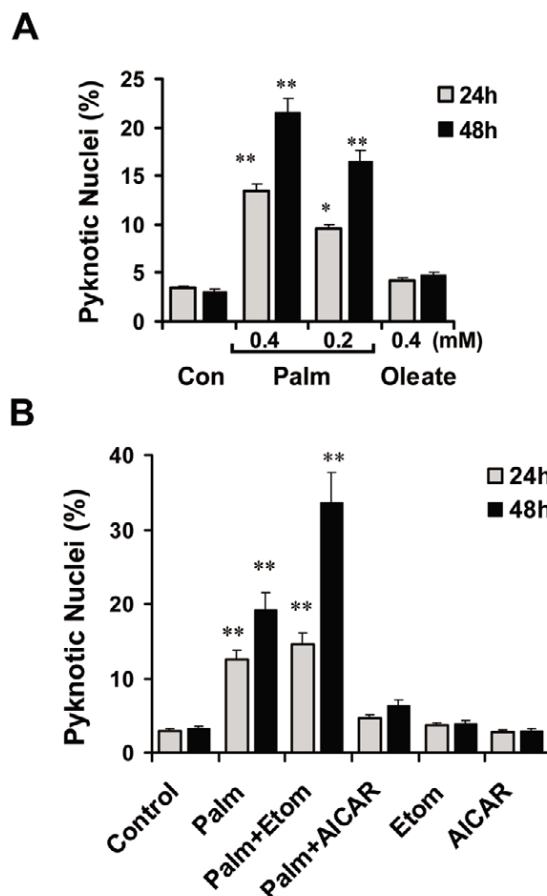 A
Pyknotic Nuclei (%)
25
20
15
10
5
0
**
**
*
**
24h
48h
0.4 0.2 0.4 (mM)
Con Palm Oleate
B
Pyknotic Nuclei (%)
40
30
20
10
0
**
**
**
**
24h
48h
Control
Palm
Palm+Etom
Palm+AICAR
Etom
AICAR